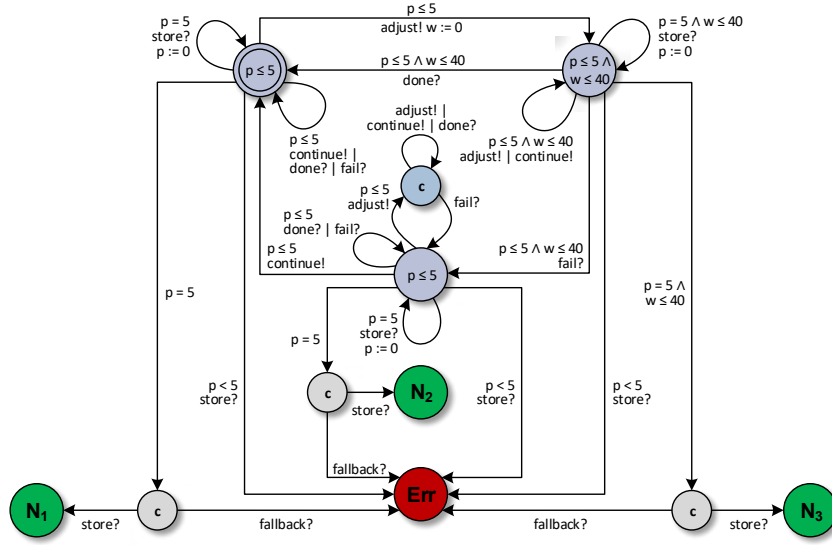 p ≤ 5
adjust! w := 0
p = 5
store?
p := 0
p = 5 ∧ w ≤ 40
store?
p := 0
p ≤ 5 ∧ w ≤ 40
done?
p ≤ 5
p ≤ 5 ∧
w ≤ 40
adjust! |
continue! | done?
p ≤ 5
continue! |
done? | fail?
p ≤ 5 ∧ w ≤ 40
adjust! | continue!
c
p ≤ 5
adjust!
fail?
p ≤ 5
done? | fail?
p ≤ 5
continue!
p ≤ 5 ∧ w ≤ 40
fail?
p ≤ 5
p = 5
p = 5 ∧
w ≤ 40
p = 5
store?
p := 0
p = 5
p < 5
store?
p < 5
store?
p < 5
store?
c
N2
store?
fallback?
Err
N1
store?
c
fallback?
fallback?
c
store?
N3